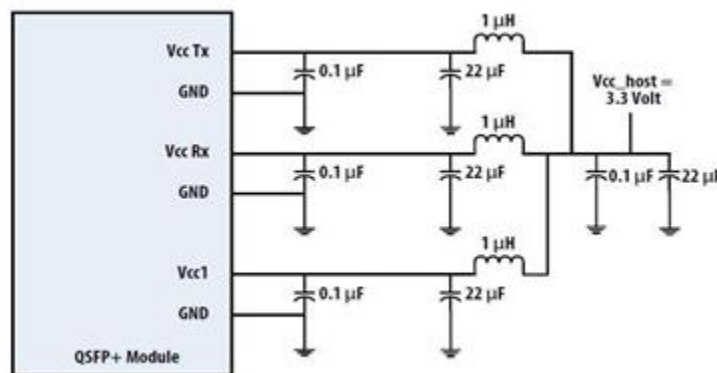 1 µH
Vcc Tx
0.1 µF
22 µF
GND
Vcc_host =
3.3 Volt
1 µH
Vcc Rx
0.1 µF
22 µF
0.1 µF
22 µF
GND
1 µH
Vcc1
0.1 µF
22 µF
GND
QSFP+ Module